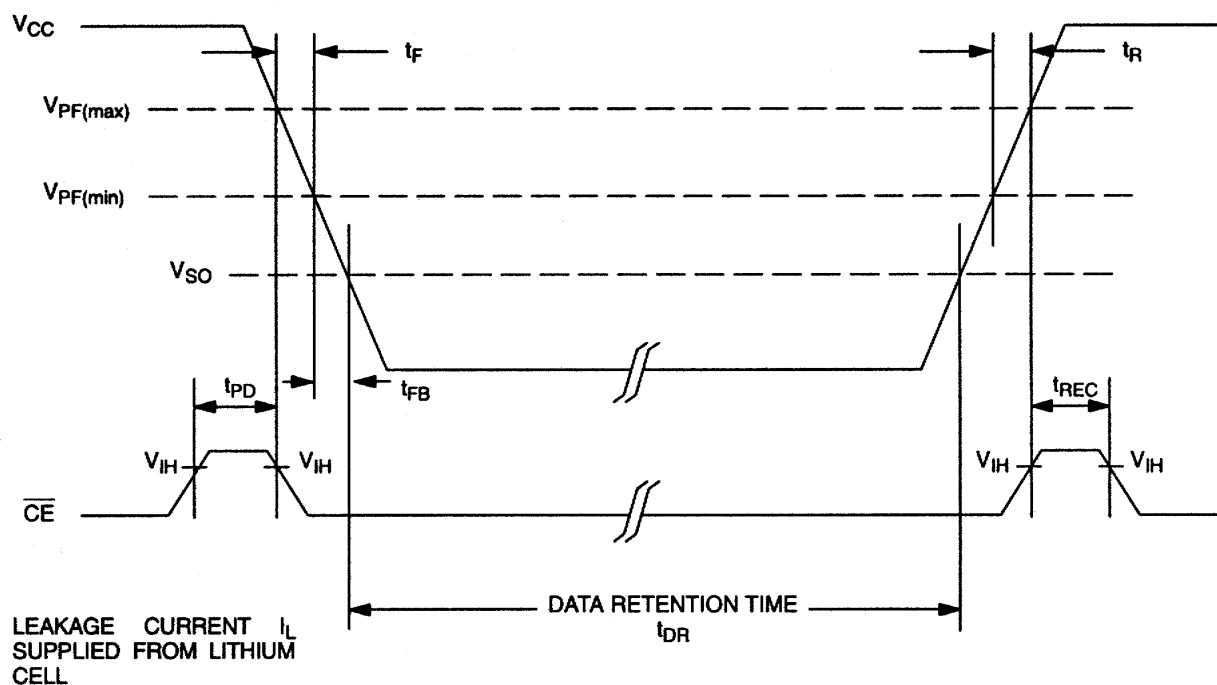 VCC
tF
tR
VPF(max)
VPF(min)
VSO
tPD
tFB
tREC
VIH
VIH
VIH
VIH
CE
DATA RETENTION TIME
tDR
LEAKAGE CURRENT IL
SUPPLIED FROM LITHIUM
CELL